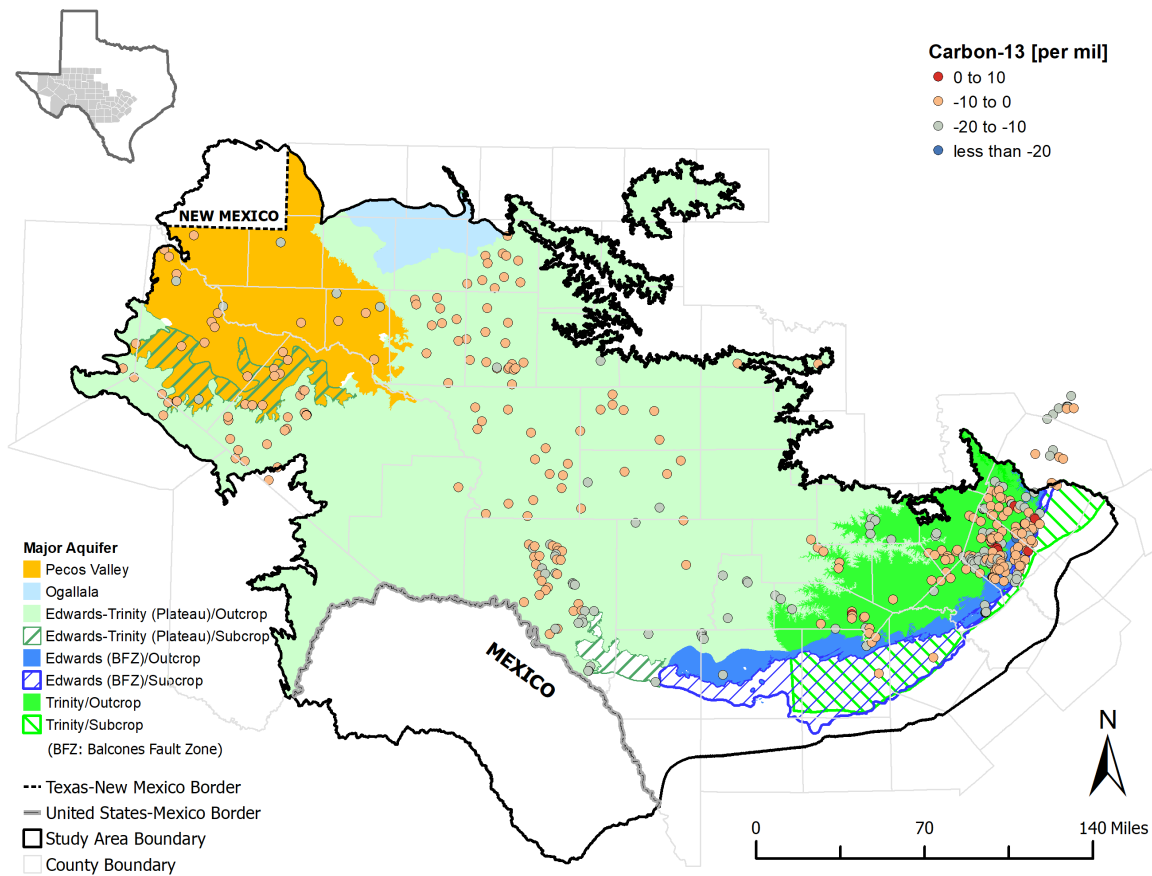 Carbon-13 [per mil]
0 to 10
-10 to 0
-20 to -10
less than -20
NEW MEXICO
MEXICO
Major Aquifer
Pecos Valley
Ogallala
Edwards-Trinity (Plateau)/Outcrop
Edwards-Trinity (Plateau)/Subcrop
Edwards (BFZ)/Outcrop
Edwards (BFZ)/Subcrop
Trinity/Outcrop
Trinity/Subcrop
(BFZ: Balcones Fault Zone)
Texas-New Mexico Border
United States-Mexico Border
Study Area Boundary
County Boundary
N
0 70 140 Miles